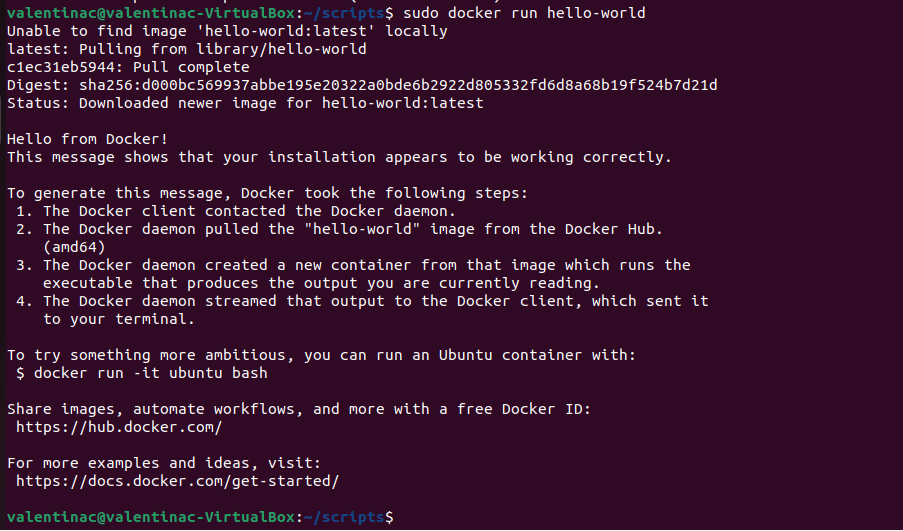 valentinac@valentinac-VirtualBox:~/scripts$ sudo docker run hello-world
Unable to find image 'hello-world:latest' locally
latest: Pulling from library/hello-world
c1ec31eb5944: Pull complete
Digest: sha256:d000bc569937abbe195e20322a0bde6b2922d805332fd6d8a68b19f524b7d21d
Status: Downloaded newer image for hello-world:latest
Hello from Docker!
This message shows that your installation appears to be working correctly.
To generate this message, Docker took the following steps:
1. The Docker client contacted the Docker daemon.
2. The Docker daemon pulled the "hello-world" image from the Docker Hub.
(amd64)
3. The Docker daemon created a new container from that image which runs the
executable that produces the output you are currently reading.
4. The Docker daemon streamed that output to the Docker client, which sent it
to your terminal.
To try something more ambitious, you can run an Ubuntu container with:
$ docker run -it ubuntu bash
Share images, automate workflows, and more with a free Docker ID:
https://hub.docker.com/
For more examples and ideas, visit:
https://docs.docker.com/get-started/
valentinac@valentinac-VirtualBox:~/scripts$